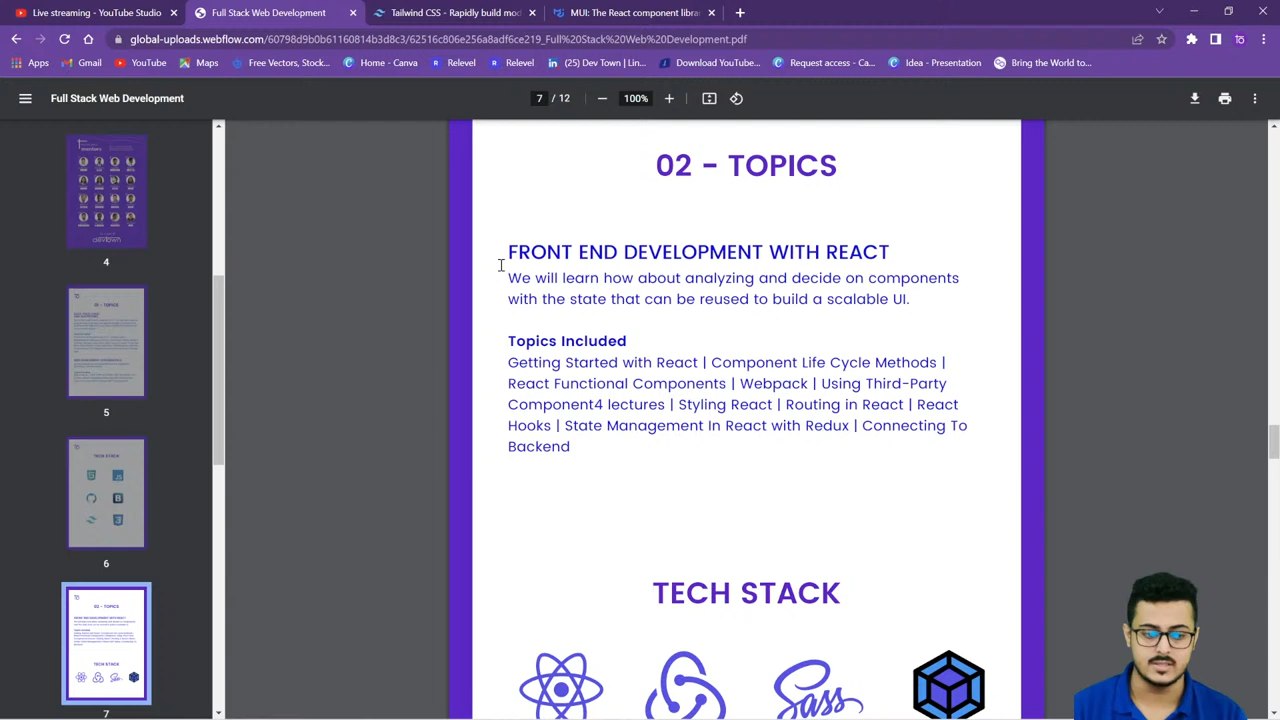 Live streaming - YouTube Studio
Full Stack Web Development
Tailwind CSS - Rapidly build mod
MUI: The React component libra
global-uploads.webflow.com/60798d9b0b61160814b3d8c3/62516c806e256a8adf6ce219_Full%20Stack%20Web%20Development.pdf
Apps
Gmail
YouTube
Maps
Free Vectors, Stock...
Home - Canva
Relevel
Relevel
(25) Dev Town | Lin...
Download YouTube...
Request access - Ca...
Idea - Presentation
Bring the World to...
Full Stack Web Development
7 / 12
100%
4
5
6
7
02 - TOPICS
FRONT END DEVELOPMENT WITH REACT
We will learn how about analyzing and decide on components
with the state that can be reused to build a scalable UI.
Topics Included
Getting Started with React | Component Life Cycle Methods |
React Functional Components | Webpack | Using Third-Party
Component4 lectures | Styling React | Routing in React | React
Hooks | State Management In React with Redux | Connecting To
Backend
TECH STACK
Sass